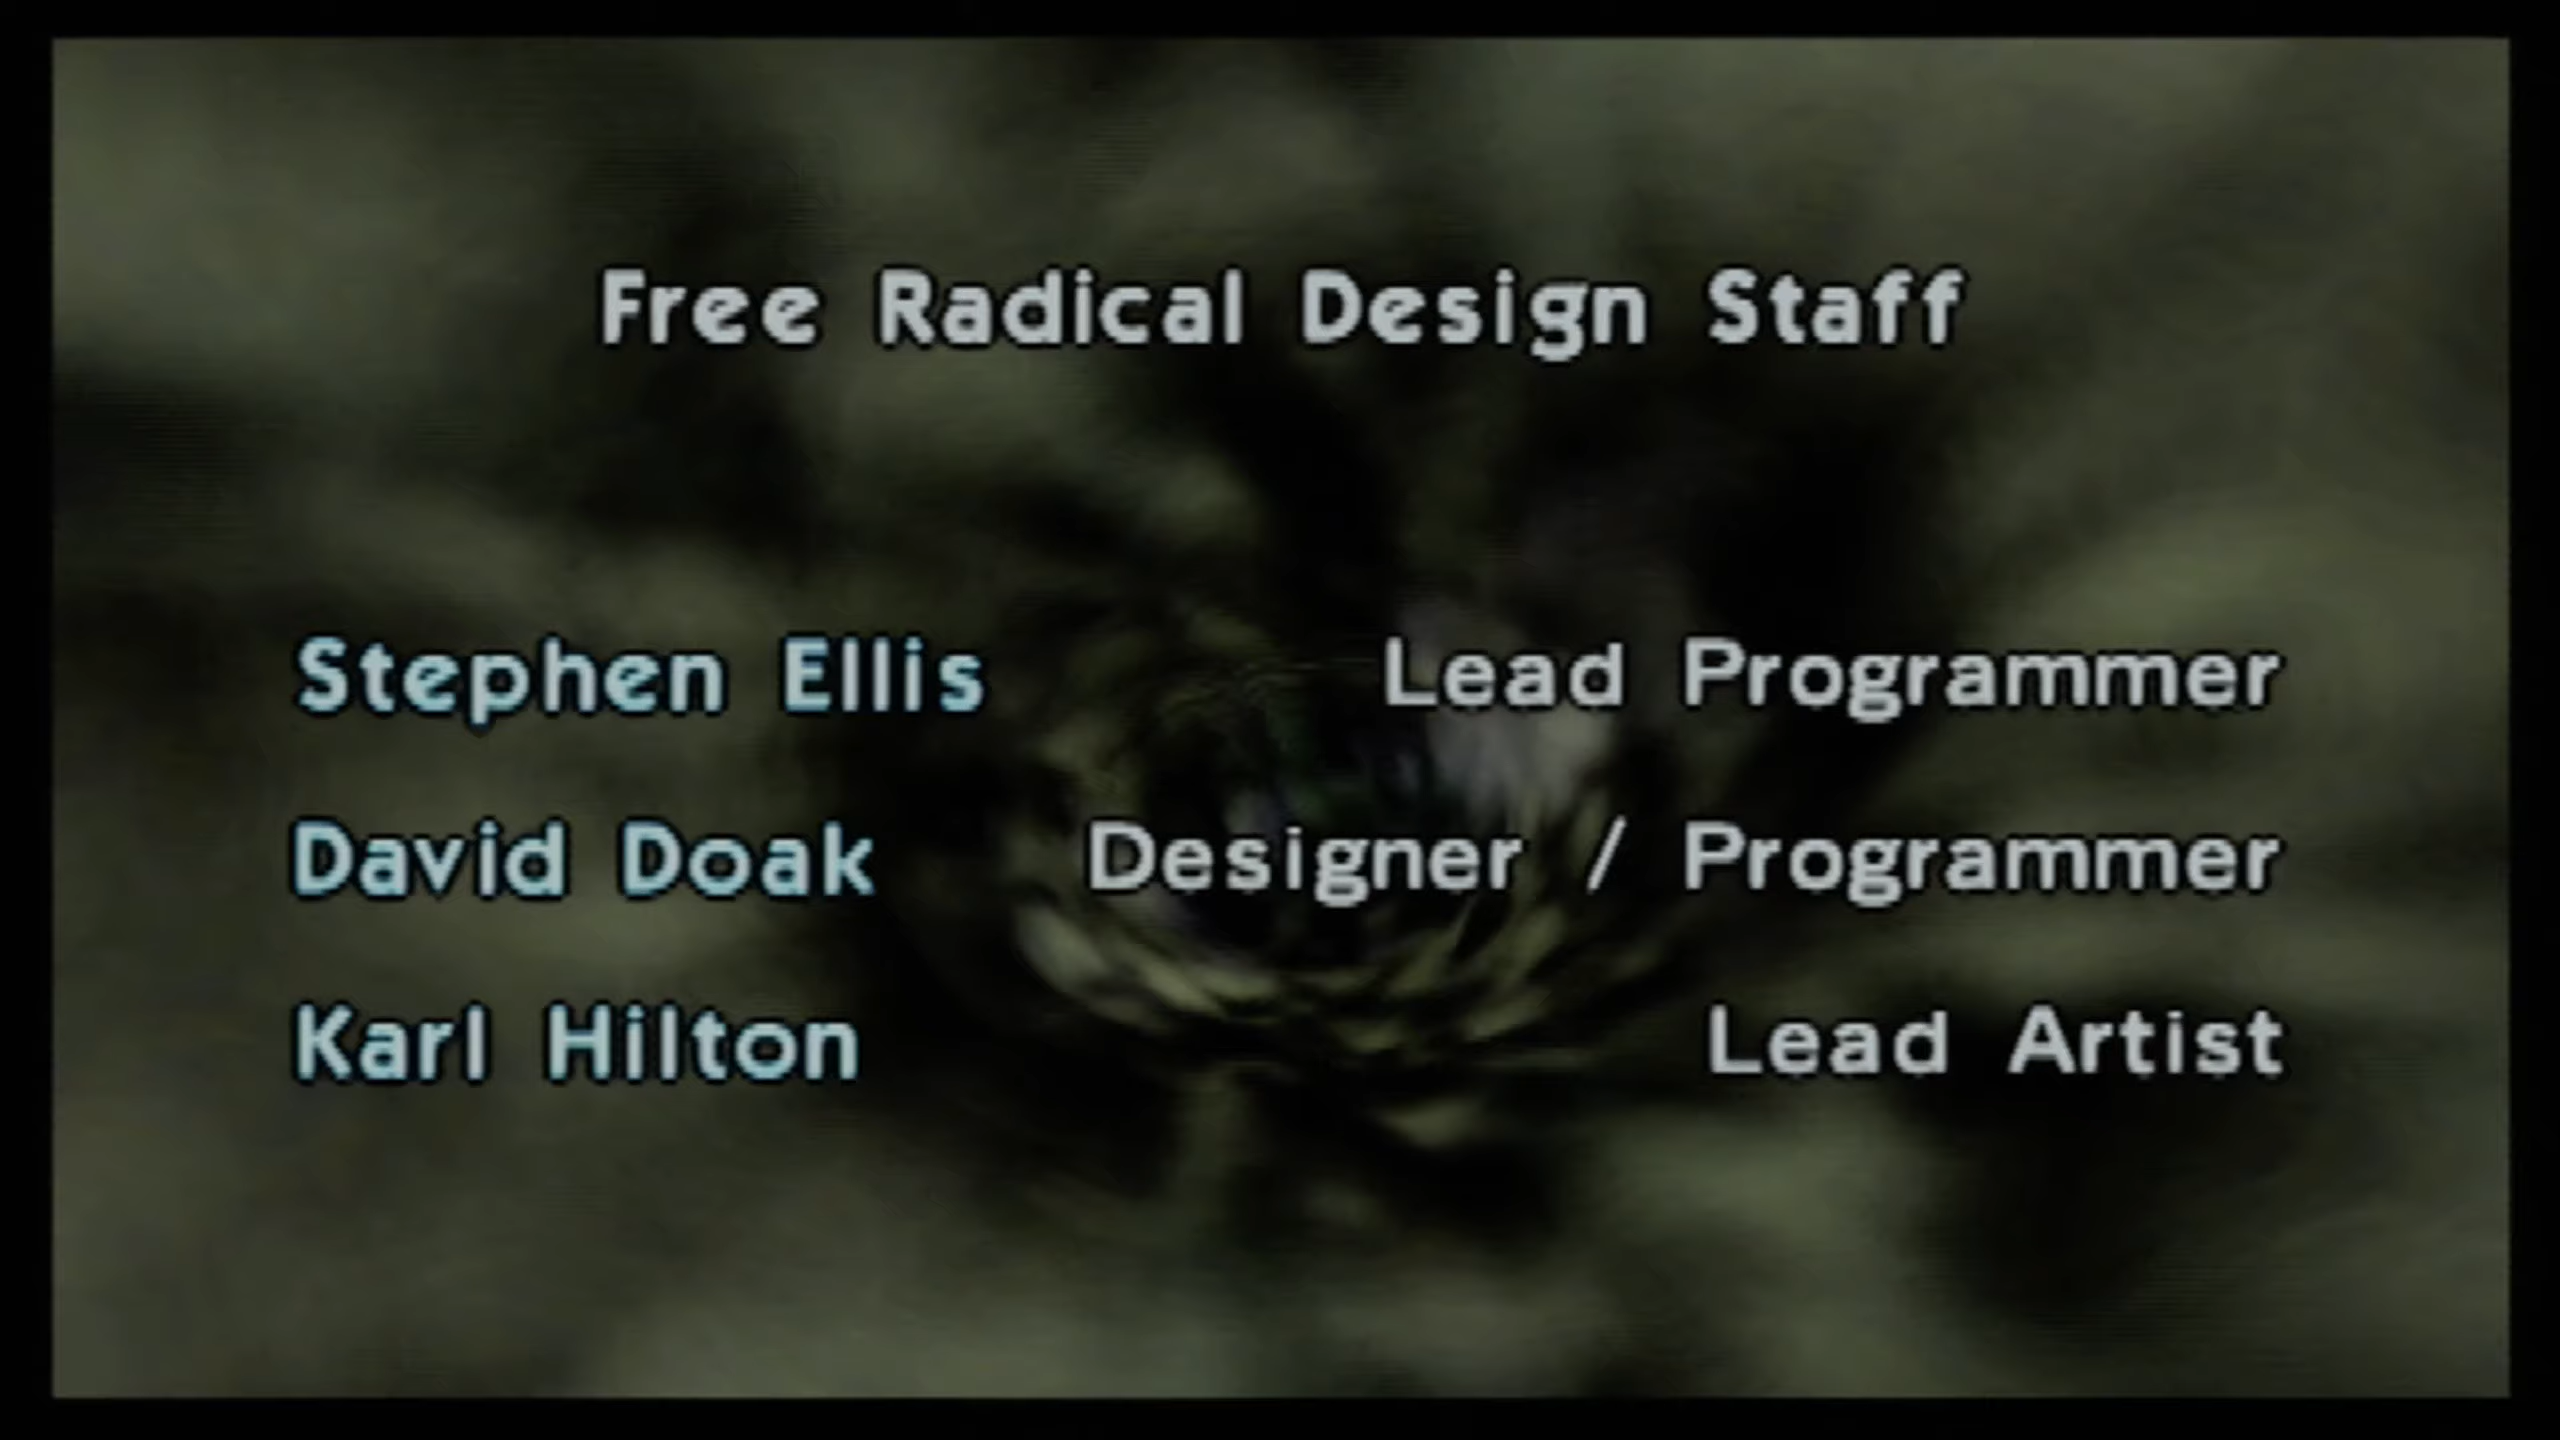 Free Radical Design Staff
Stephen Ellis Lead Programmer
David Doak Designer / Programmer
Karl Hilton Lead Artist